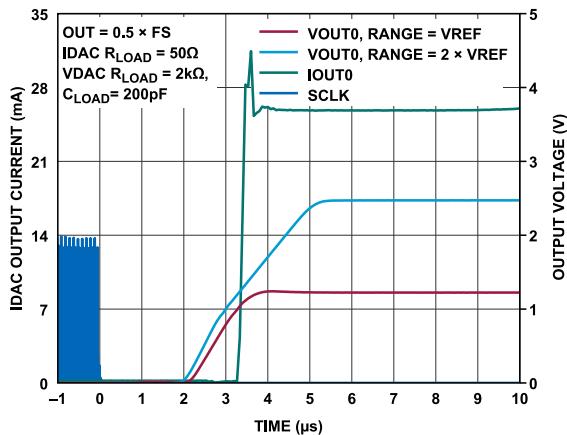 OUT = 0.5 × FS
IDAC RLOAD = 50Ω
VDAC RLOAD = 2kΩ,
CLOAD= 200pF
VOUT0, RANGE = VREF
VOUT0, RANGE = 2 × VREF
IOUT0
SCLK
IDAC OUTPUT CURRENT (mA)
35
28
21
14
7
0
OUTPUT VOLTAGE (V)
5
4
3
2
1
0
–1 0 1 2 3 4 5 6 7 8 9 10
TIME (µs)